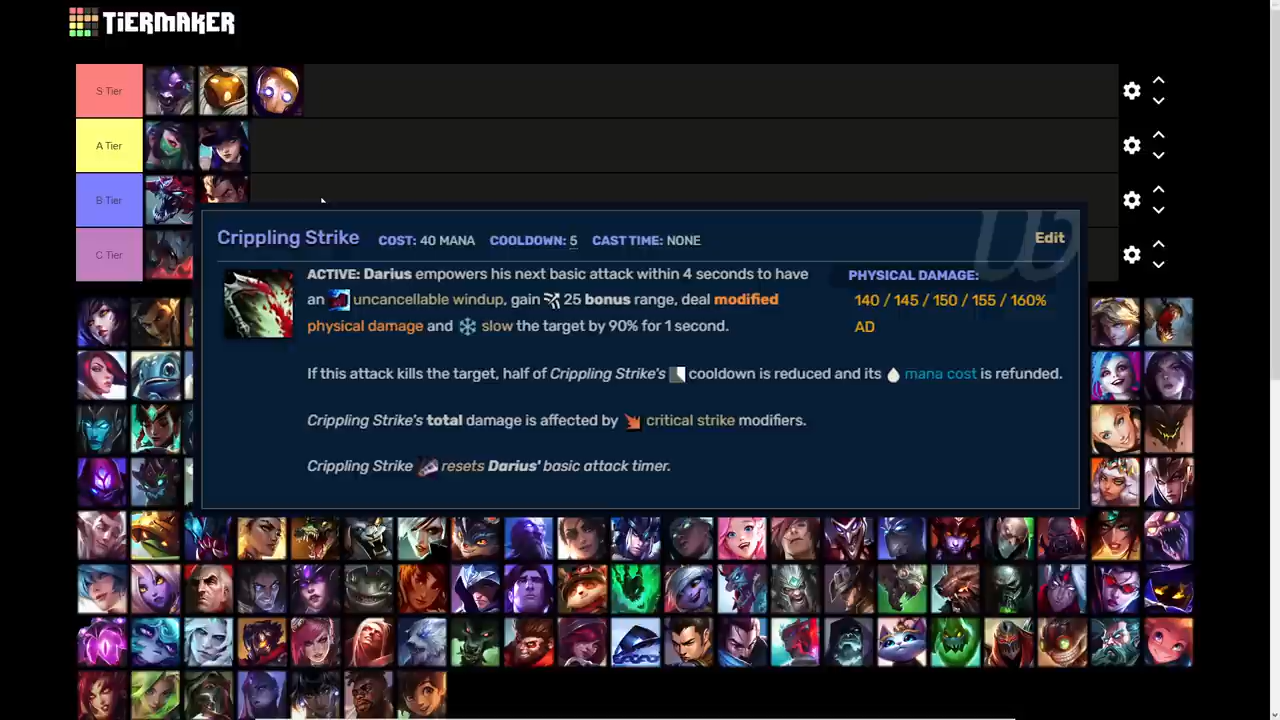 TiERMAKER
S Tier
A Tier
B Tier
C Tier
Crippling Strike COST: 40 MANA COOLDOWN: 5 CAST TIME: NONE Edit
ACTIVE: Darius empowers his next basic attack within 4 seconds to have
an uncancellable windup, gain 25 bonus range, deal modified
physical damage and slow the target by 90% for 1 second.
PHYSICAL DAMAGE:
140 / 145 / 150 / 155 / 160%
AD
If this attack kills the target, half of Crippling Strike's cooldown is reduced and its mana cost is refunded.
Crippling Strike's total damage is affected by critical strike modifiers.
Crippling Strike resets Darius' basic attack timer.